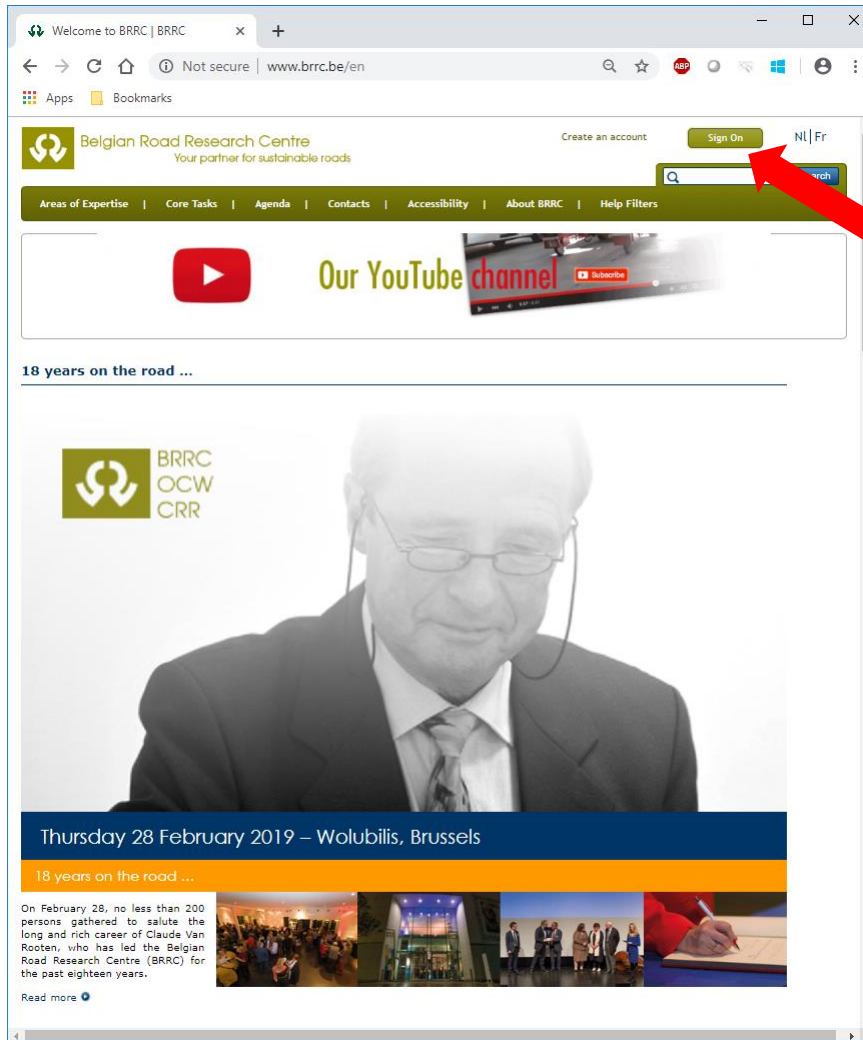 Welcome to BRRC | BRRC
Not secure | www.brrc.be/en
ABP
Apps Bookmarks
Belgian Road Research Centre
Your partner for sustainable roads
Create an account
Sign On
Nl | Fr
Areas of Expertise | Core Tasks | Agenda | Contacts | Accessibility | About BRRC | Help Filters
Our YouTube channel
Subscribe
18 years on the road ...
BRRC
OCW
CRR
Thursday 28 February 2019 – Wolubilis, Brussels
18 years on the road ...
On February 28, no less than 200
persons gathered to salute the
long and rich career of Claude Van
Rooten, who has led the Belgian
Road Research Centre (BRRC) for
the past eighteen years.
Read more